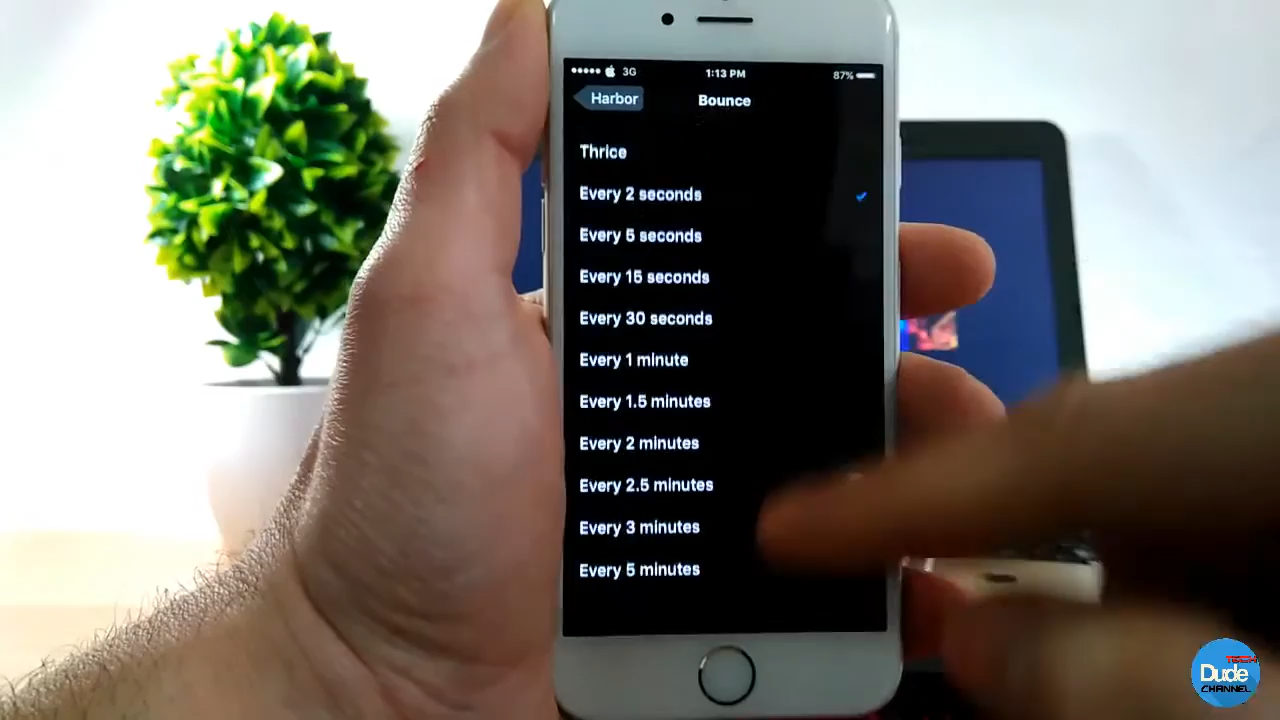 3G 1:13 PM 87%
Harbor Bounce
Thrice
Every 2 seconds
Every 5 seconds
Every 15 seconds
Every 30 seconds
Every 1 minute
Every 1.5 minutes
Every 2 minutes
Every 2.5 minutes
Every 3 minutes
Every 5 minutes
TECH
Dude
CHANNEL